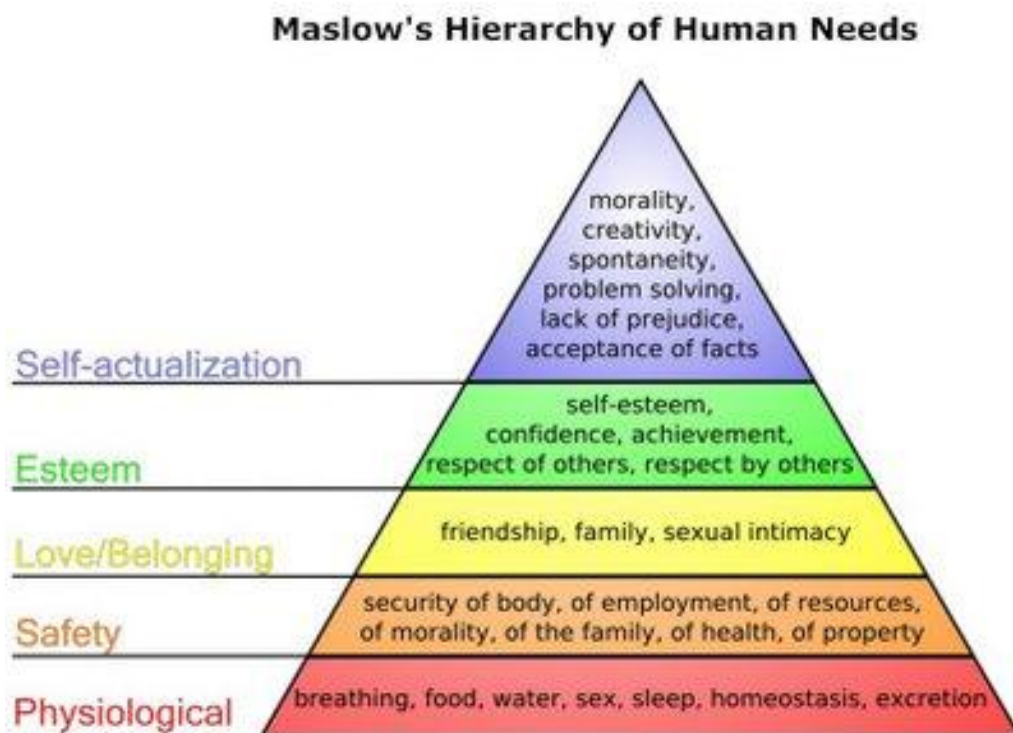 Maslow's Hierarchy of Human Needs
morality,
creativity,
spontaneity,
problem solving,
lack of prejudice,
acceptance of facts
Self-actualization
self-esteem,
confidence, achievement,
respect of others, respect by others
Esteem
friendship, family, sexual intimacy
Love/Belonging
security of body, of employment, of resources,
of morality, of the family, of health, of property
Safety
breathing, food, water, sex, sleep, homeostasis, excretion
Physiological